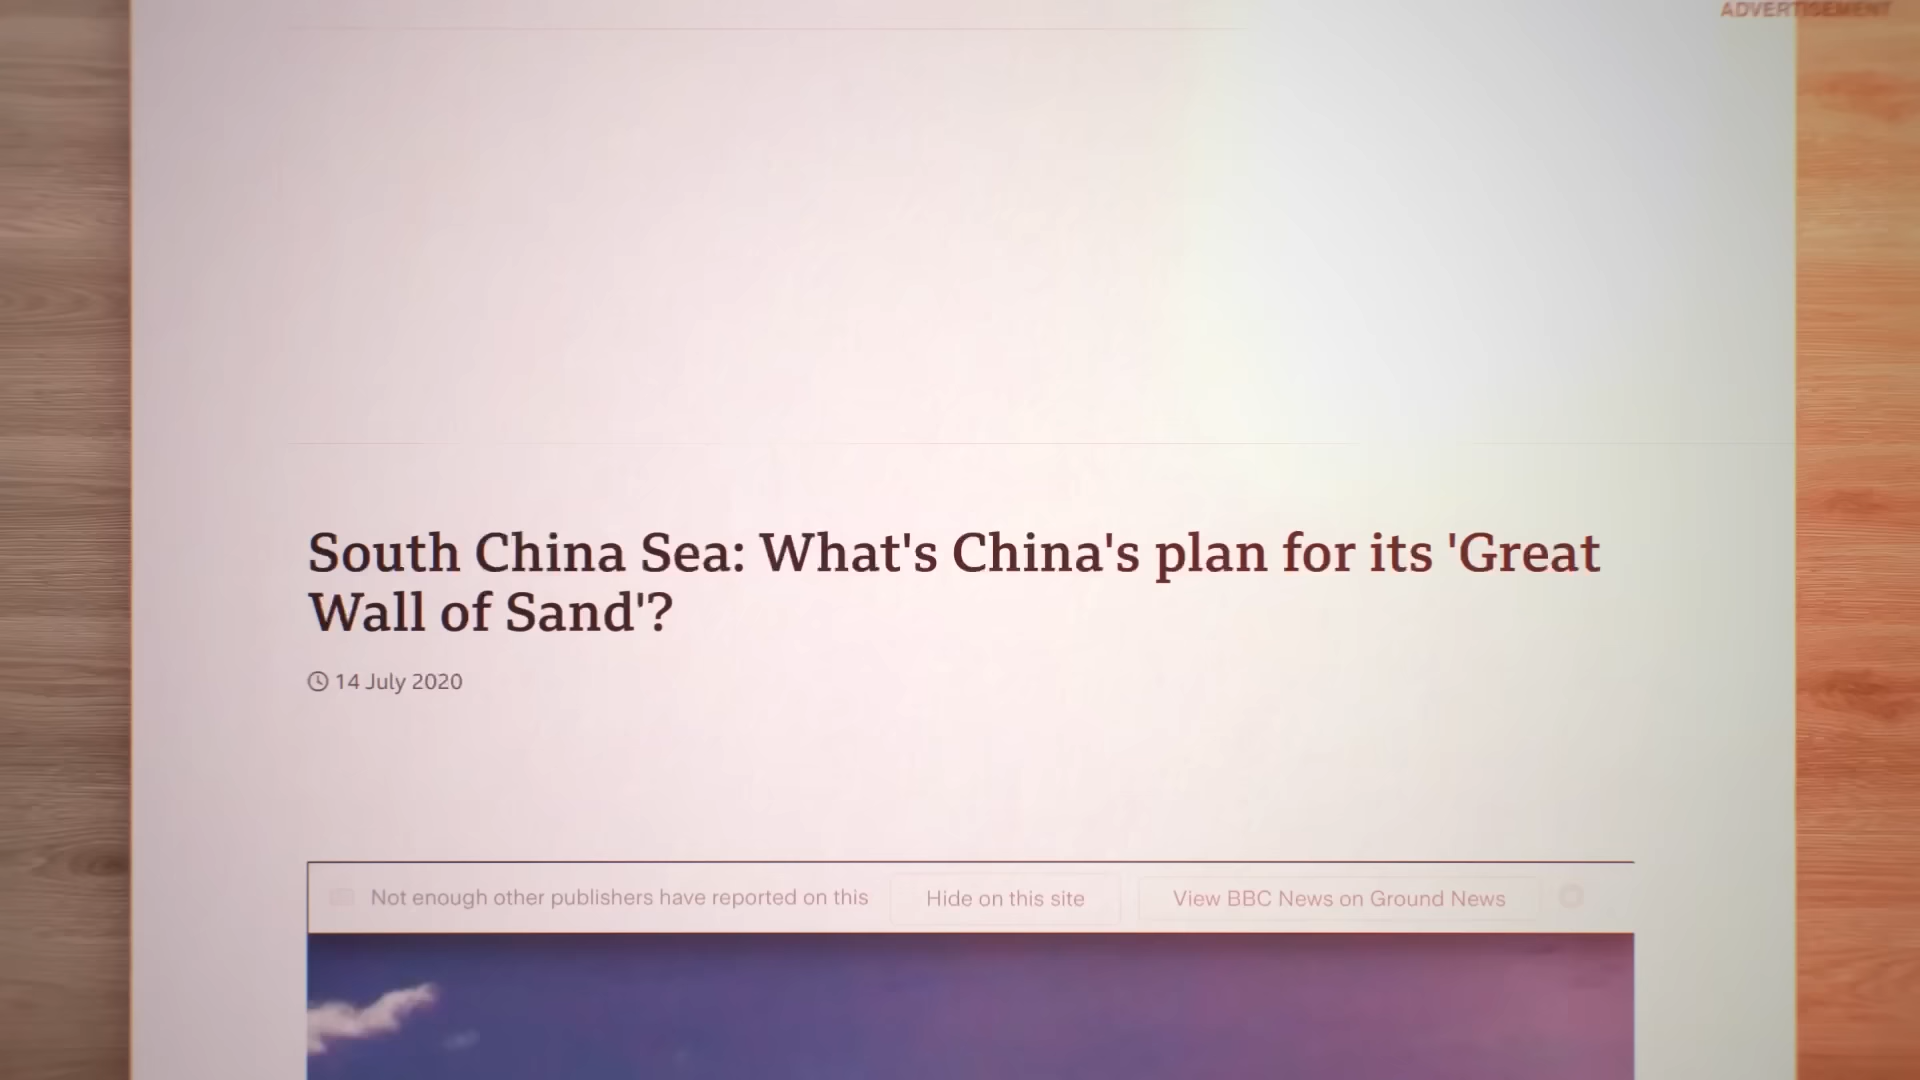 ADVERTISEMENT
South China Sea: What's China's plan for its 'Great
Wall of Sand'?
14 July 2020
Not enough other publishers have reported on this Hide on this site View BBC News on Ground News